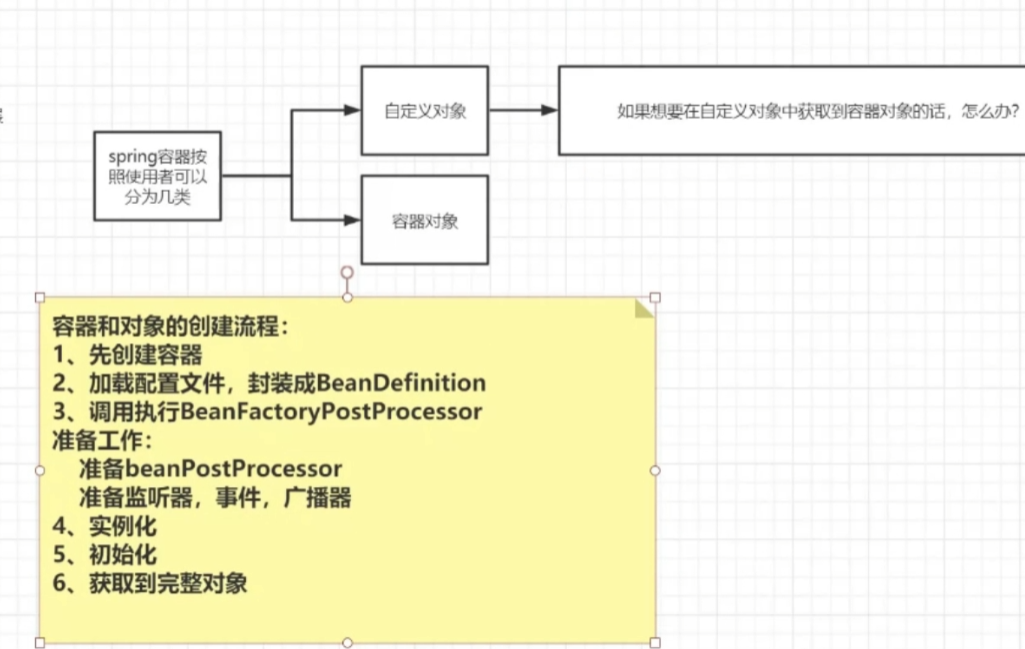 自定义对象
如果想要在自定义对象中获取到容器对象的话，怎么办？
spring容器按
照使用者可以
分为几类
容器对象
容器和对象的创建流程：
1、先创建容器
2、加载配置文件，封装成BeanDefinition
3、调用执行BeanFactoryPostProcessor
准备工作：
准备beanPostProcessor
准备监听器，事件，广播器
4、实例化
5、初始化
6、获取到完整对象